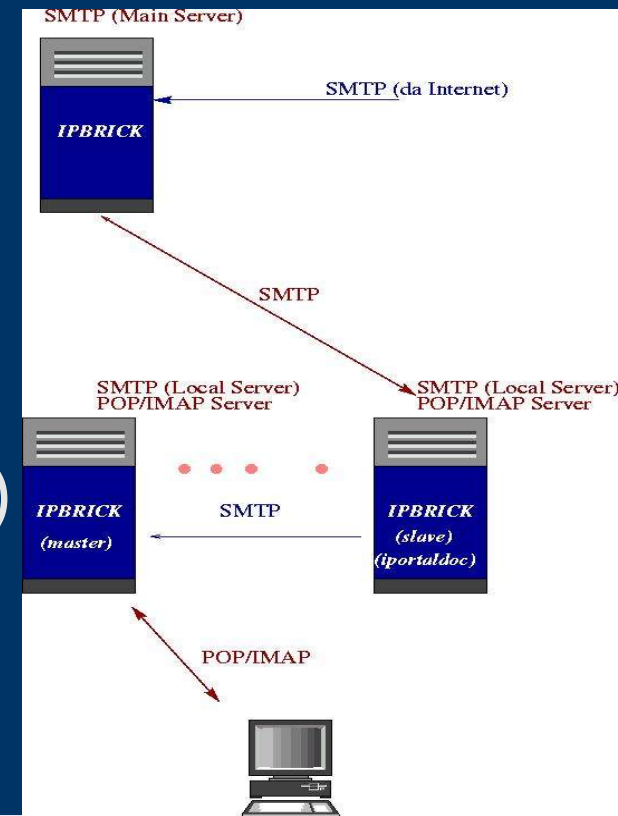 SMTP (Main Server)
SMTP (da Internet)
IPBRICK
SMTP
SMTP (Local Server)
POP/IMAP Server
SMTP (Local Server)
POP/IMAP Server
IPBRICK
(master)
SMTP
IPBRICK
(slave)
(iportaldoc)
POP/IMAP
)